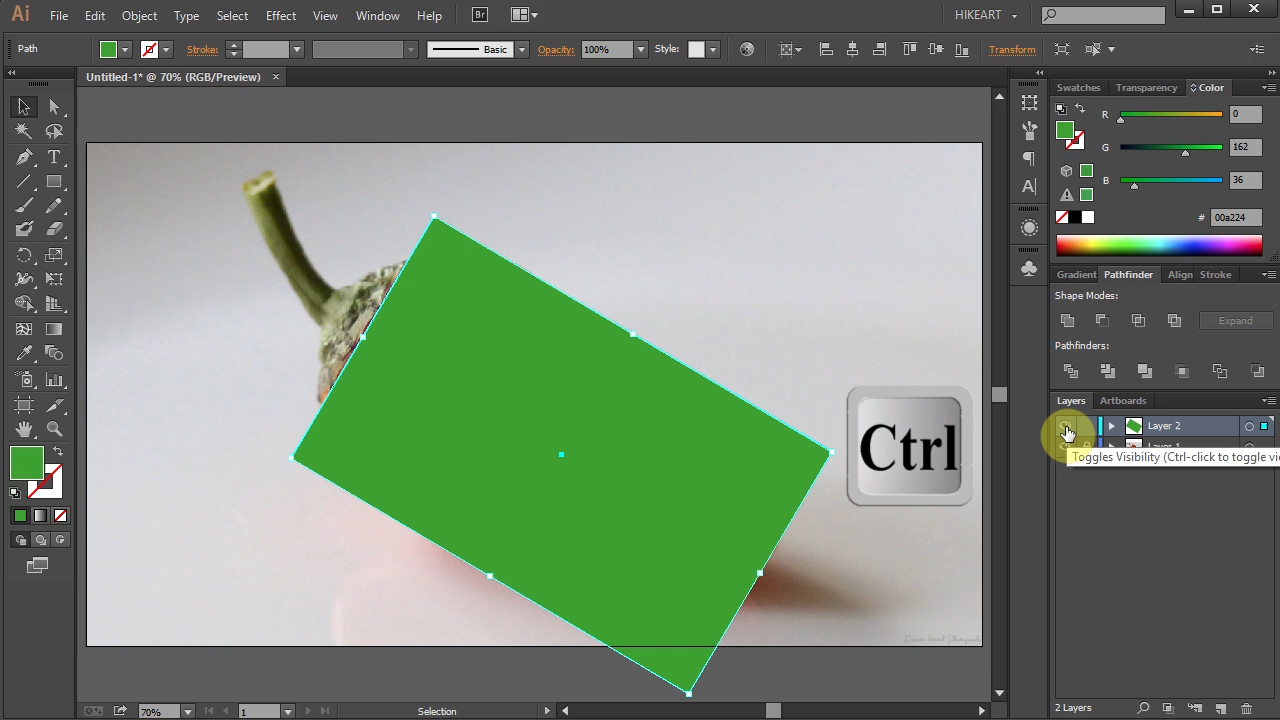 Ai File Edit Object Type Select Effect View Window Help Br HIKEART
Path Stroke: Basic Opacity: 100% Style: Transform
Untitled-1* @ 70% (RGB/Preview) ×
Swatches Transparency Color
R 0
G 162
B 36
# 00a224
Gradient Pathfinder Align Stroke
Shape Modes:
Expand
Pathfinders:
Layers Artboards
Layer 2
Layer 1
Toggles Visibility (Ctrl-click to toggle vi
Ctrl
2 Layers
70% 1 Selection